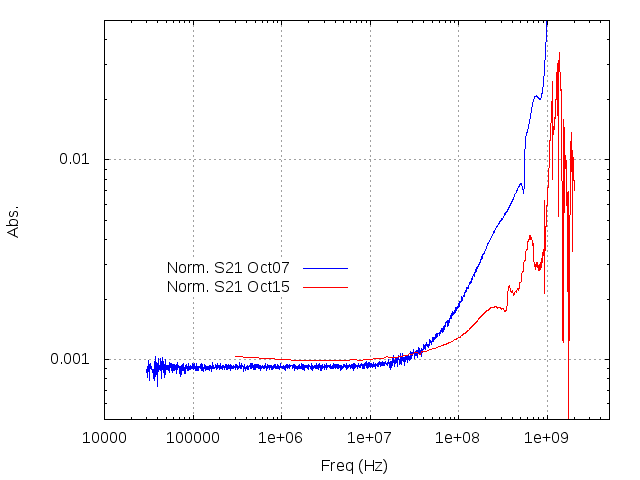 0.01
0.001
Abs.
Norm. S21 Oct07
Norm. S21 Oct15
10000 100000 1e+06 1e+07 1e+08 1e+09
Freq (Hz)